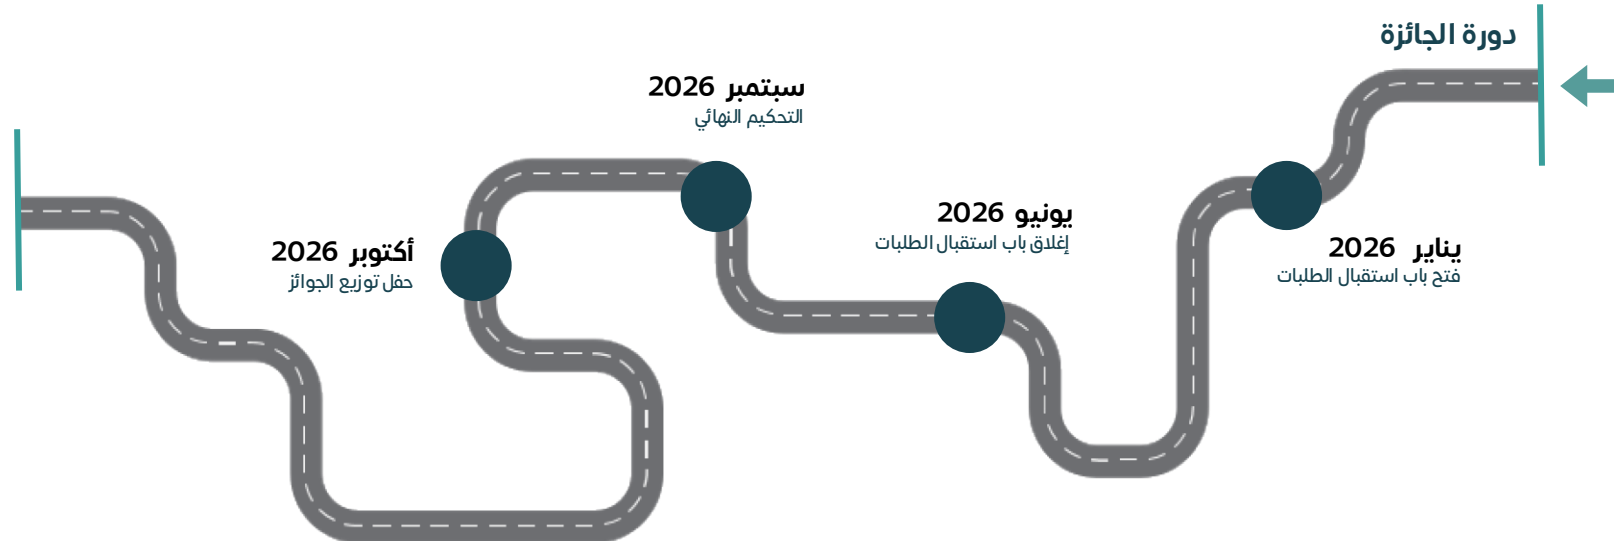 دورة الجائزة
يناير 2026
فتح باب استقبال الطلبات
يونيو 2026
إغلاق باب استقبال الطلبات
سبتمبر 2026
التحكيم النهائي
أكتوبر 2026
حفل توزيع الجوائز